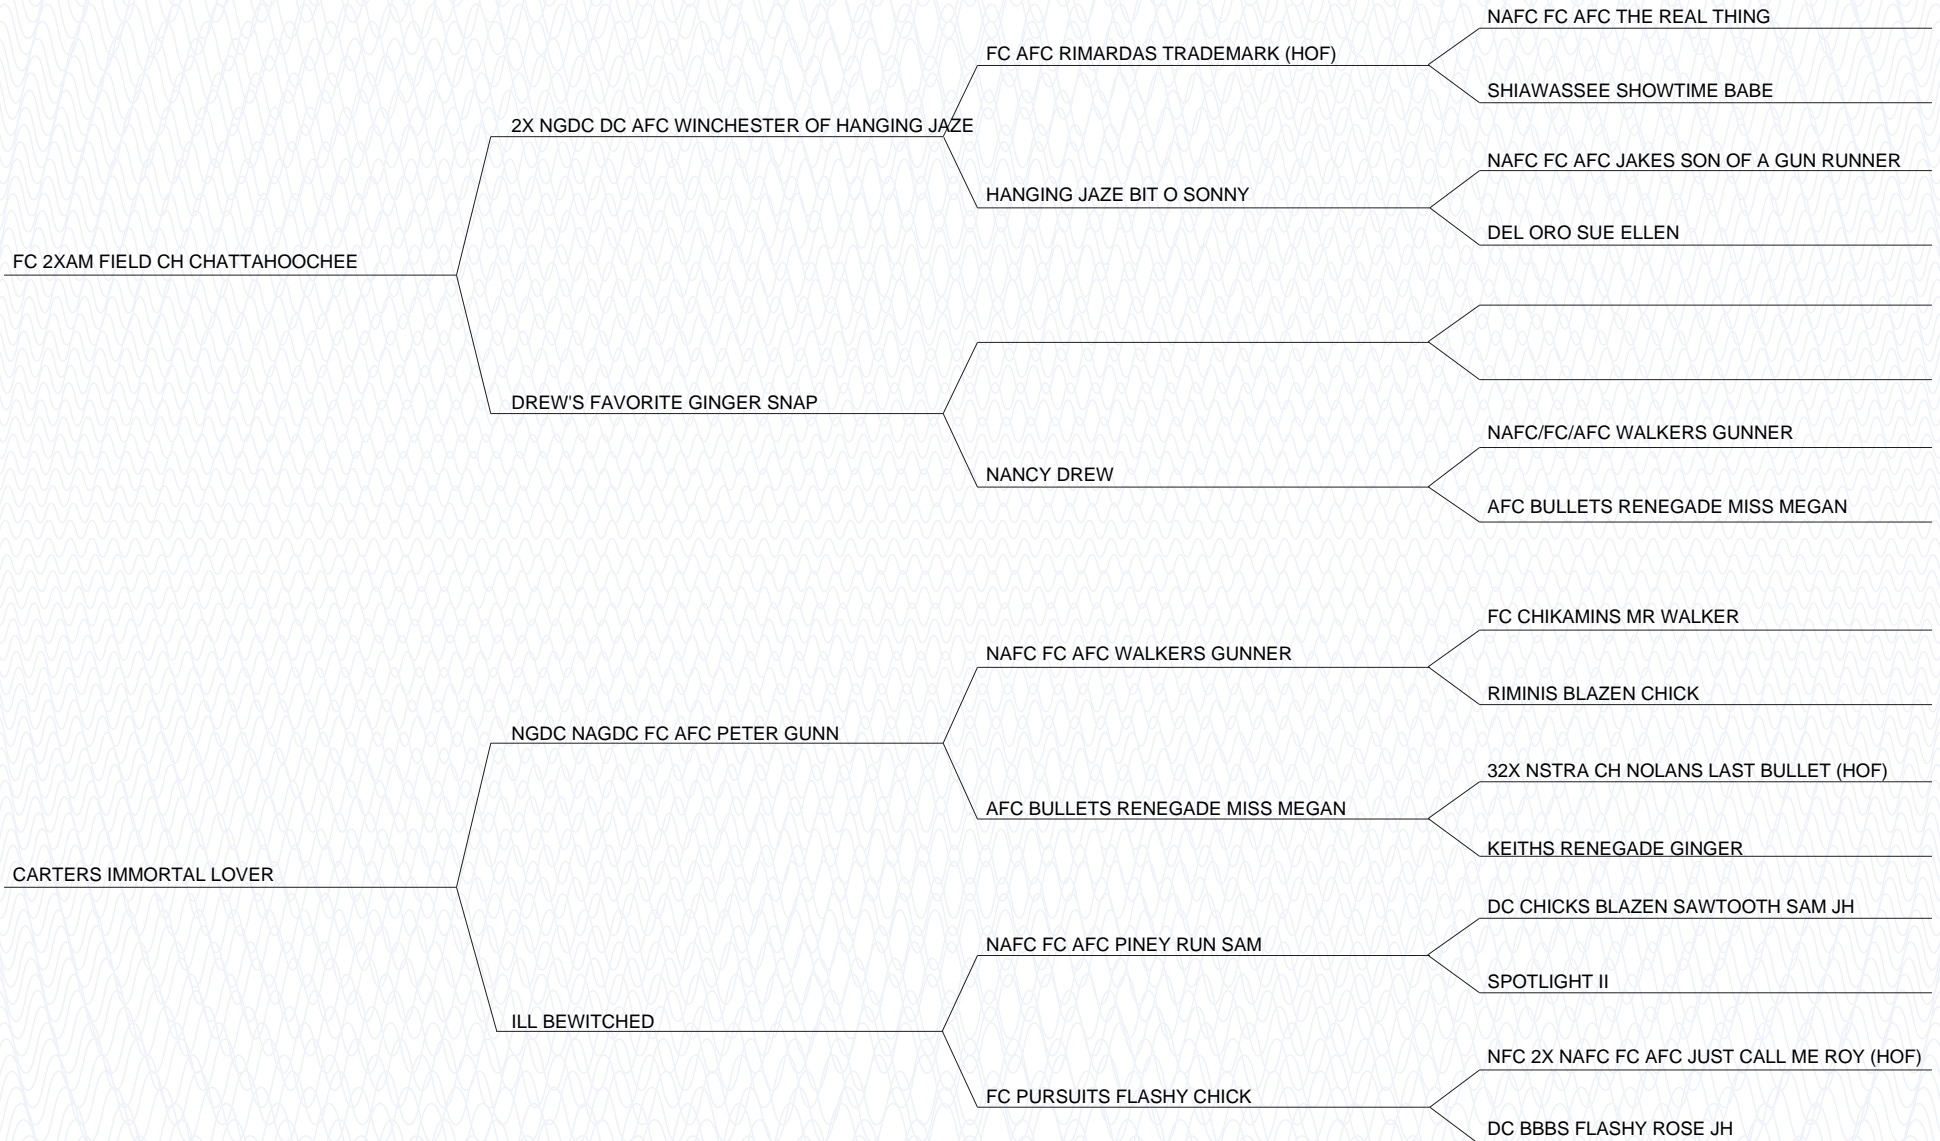 NAFC FC AFC THE REAL THING
FC AFC RIMARDAS TRADEMARK (HOF)
SHIAWASSEE SHOWTIME BABE
2X NGDC DC AFC WINCHESTER OF HANGING JAZE
NAFC FC AFC JAKES SON OF A GUN RUNNER
HANGING JAZE BIT O SONNY
DEL ORO SUE ELLEN
FC 2XAM FIELD CH CHATTAHOOCHEE
DREW'S FAVORITE GINGER SNAP
NAFC/FC/AFC WALKERS GUNNER
NANCY DREW
AFC BULLETS RENEGADE MISS MEGAN
FC CHIKAMINS MR WALKER
NAFC FC AFC WALKERS GUNNER
RIMINIS BLAZEN CHICK
NGDC NAGDC FC AFC PETER GUNN
32X NSTRA CH NOLANS LAST BULLET (HOF)
AFC BULLETS RENEGADE MISS MEGAN
KEITHS RENEGADE GINGER
CARTERS IMMORTAL LOVER
DC CHICKS BLAZEN SAWTOOTH SAM JH
NAFC FC AFC PINEY RUN SAM
SPOTLIGHT II
ILL BEWITCHED
NFC 2X NAFC FC AFC JUST CALL ME ROY (HOF)
FC PURSUITS FLASHY CHICK
DC BBBS FLASHY ROSE JH